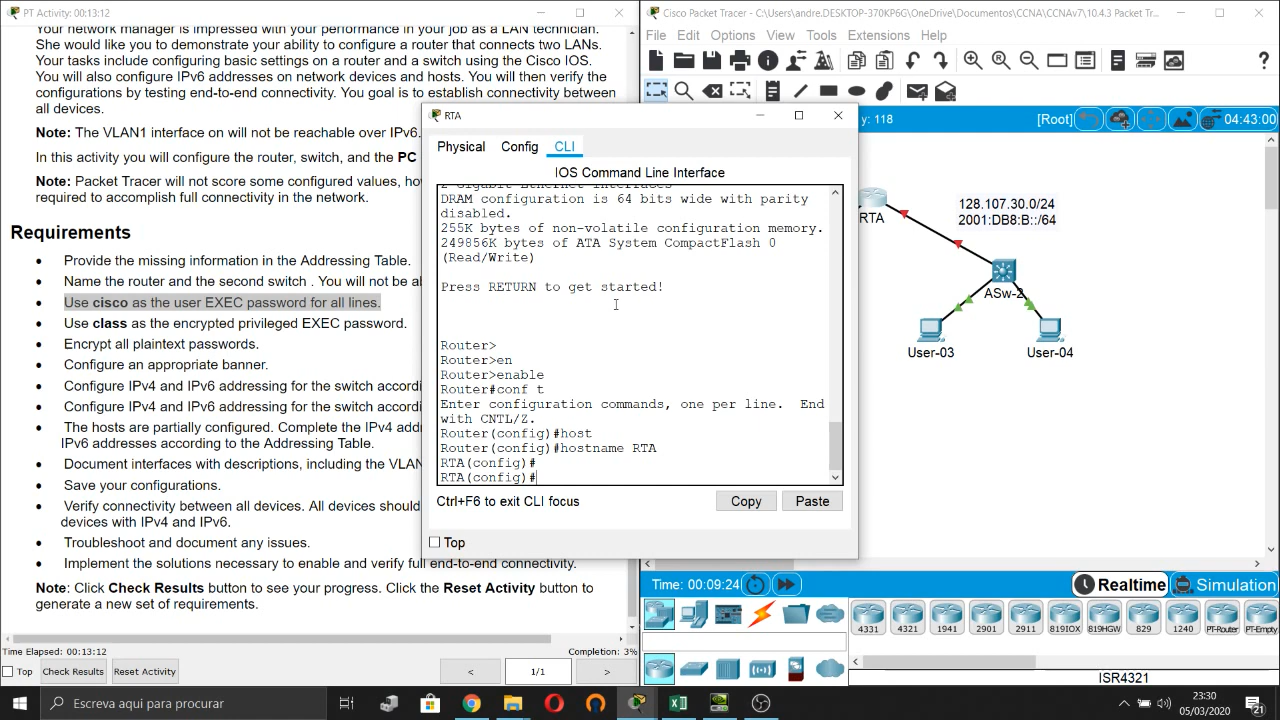 PT Activity: 00:13:12
Your network manager is impressed with your performance in your job as a LAN technician.
She would like you to demonstrate your ability to configure a router that connects two LANs.
Your tasks include configuring basic settings on a router and a switch using the Cisco IOS.
You will also configure IPv6 addresses on network devices and hosts. You will then verify the
configurations by testing end-to-end connectivity. You goal is to establish connectivity between
all devices.
Note: The VLAN1 interface on will not be reachable over IPv6.
In this activity you will configure the router, switch, and the PC
Note: Packet Tracer will not score some configured values, how
required to accomplish full connectivity in the network.
Requirements
Provide the missing information in the Addressing Table.
Name the router and the second switch . You will not be ab
Use cisco as the user EXEC password for all lines.
Use class as the encrypted privileged EXEC password.
Encrypt all plaintext passwords.
Configure an appropriate banner.
Configure IPv4 and IPv6 addressing for the switch accordi
Configure IPv4 and IPv6 addressing for the switch accordi
The hosts are partially configured. Complete the IPv4 addr
IPv6 addresses according to the Addressing Table.
Document interfaces with descriptions, including the VLAN
Save your configurations.
Verify connectivity between all devices. All devices should
devices with IPv4 and IPv6.
Troubleshoot and document any issues.
Implement the solutions necessary to enable and verify full end-to-end connectivity.
Note: Click Check Results button to see your progress. Click the Reset Activity button to
generate a new set of requirements.
Time Elapsed: 00:13:12
Completion: 3%
Top
Check Results
Reset Activity
<
1/1
>
RTA
Physical
Config
CLI
IOS Command Line Interface
2 Gigabit Ethernet interfaces
DRAM configuration is 64 bits wide with parity
disabled.
255K bytes of non-volatile configuration memory.
249856K bytes of ATA System CompactFlash 0
(Read/Write)
Press RETURN to get started!
Router>
Router>en
Router>enable
Router#conf t
Enter configuration commands, one per line. End
with CNTL/Z.
Router(config)#host
Router(config)#hostname RTA
RTA(config)#
RTA(config)#
Ctrl+F6 to exit CLI focus
Copy
Paste
Top
Cisco Packet Tracer - C:\Users\andre.DESKTOP-370KP6G\OneDrive\Documentos\CCNA\CCNAv7\10.4.3 Packet Tr...
File Edit Options View Tools Extensions Help
y: 118
[Root]
04:43:00
RTA
128.107.30.0/24
2001:DB8:B::/64
ASw-2
User-03
User-04
Time: 00:09:24
Realtime
Simulation
4331
4321
1941
2901
2911
819IOX
819HGW
829
1240
PT-Router
PT-Empty
ISR4321
Escreva aqui para procurar
23:30
05/03/2020
21